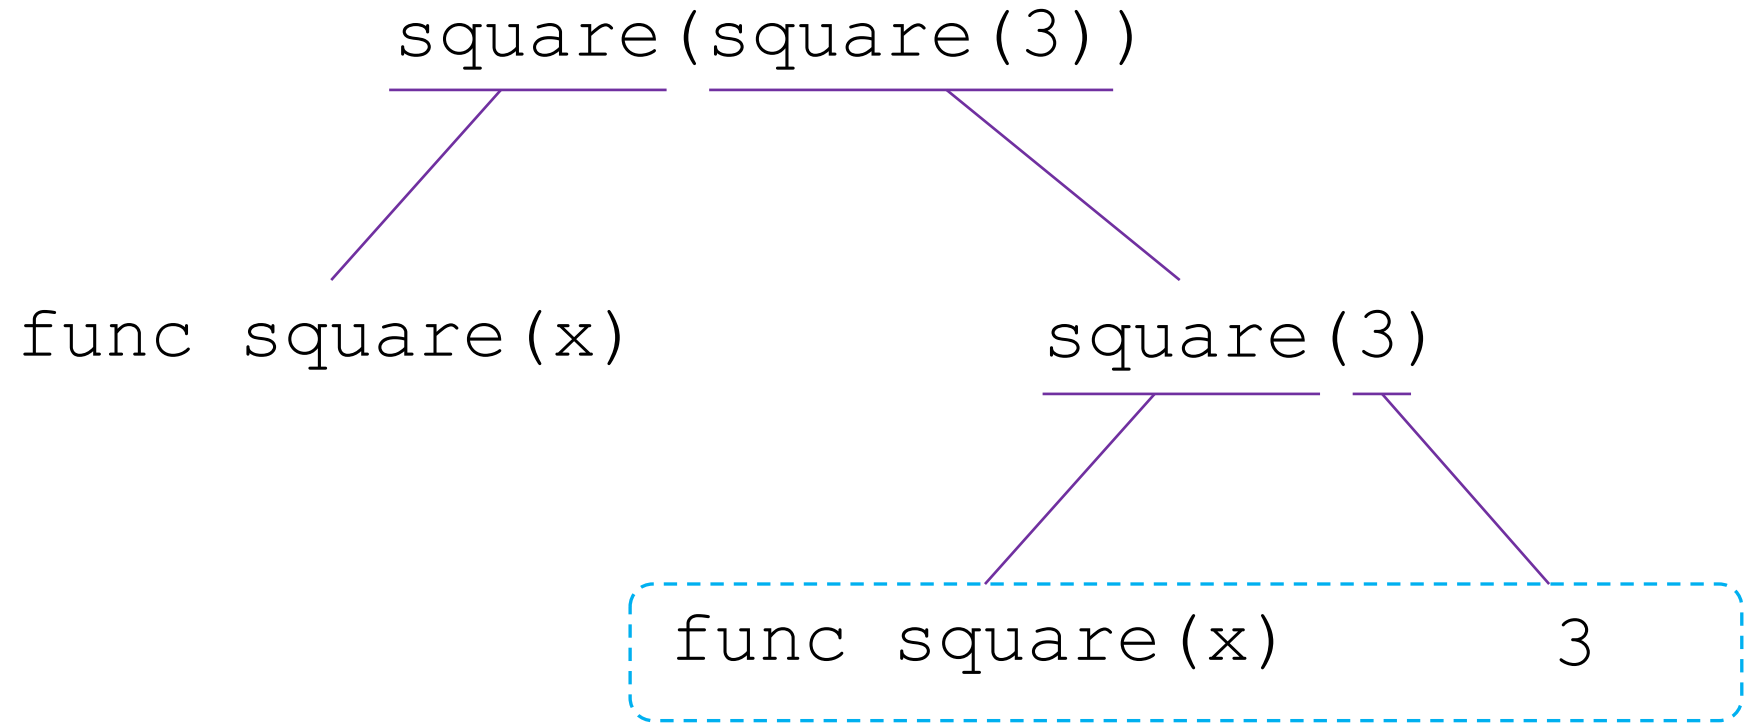 square(square(3))
func square(x) square(3)
func square(x) 3